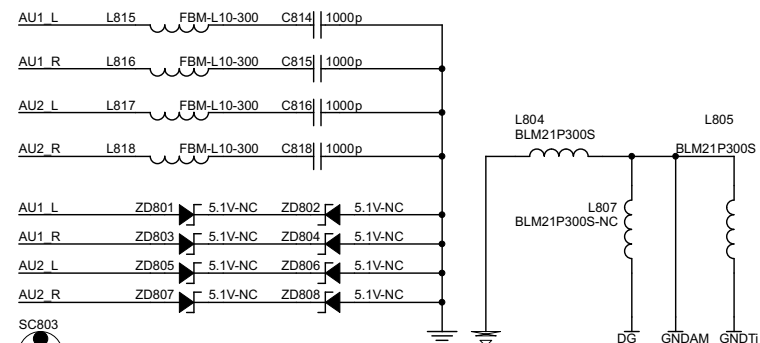 AU1_L L815 FBM-L10-300 C814 1000p
AU1_R L816 FBM-L10-300 C815 1000p
AU2_L L817 FBM-L10-300 C816 1000p
AU2_R L818 FBM-L10-300 C818 1000p
L804 L805
BLM21P300S BLM21P300S
AU1_L ZD801 5.1V-NC ZD802 5.1V-NC
AU1_R ZD803 5.1V-NC ZD804 5.1V-NC
AU2_L ZD805 5.1V-NC ZD806 5.1V-NC
AU2_R ZD807 5.1V-NC ZD808 5.1V-NC
L807
BLM21P300S-NC
SC803
DG GNDAM GNDTi